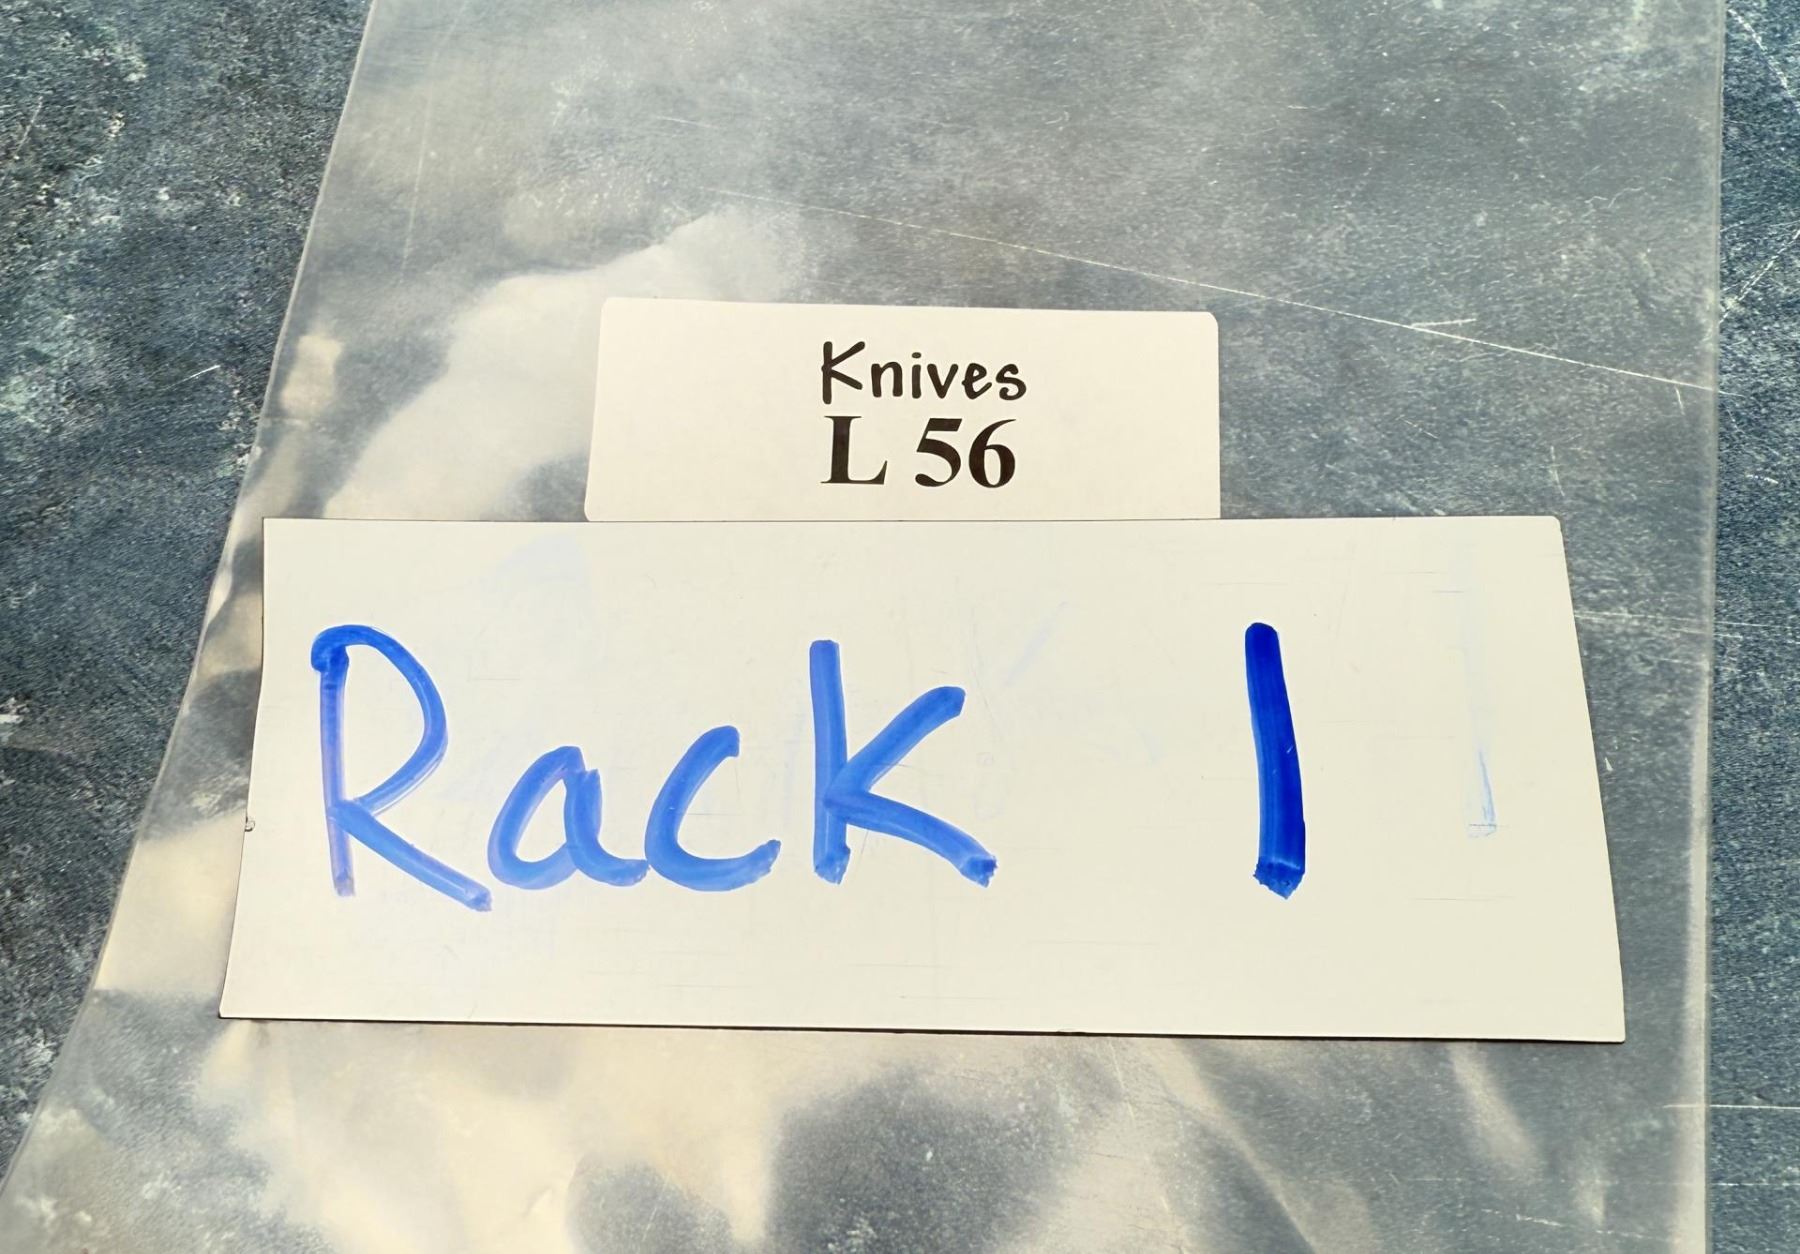 Knives
L 56
Rack 1